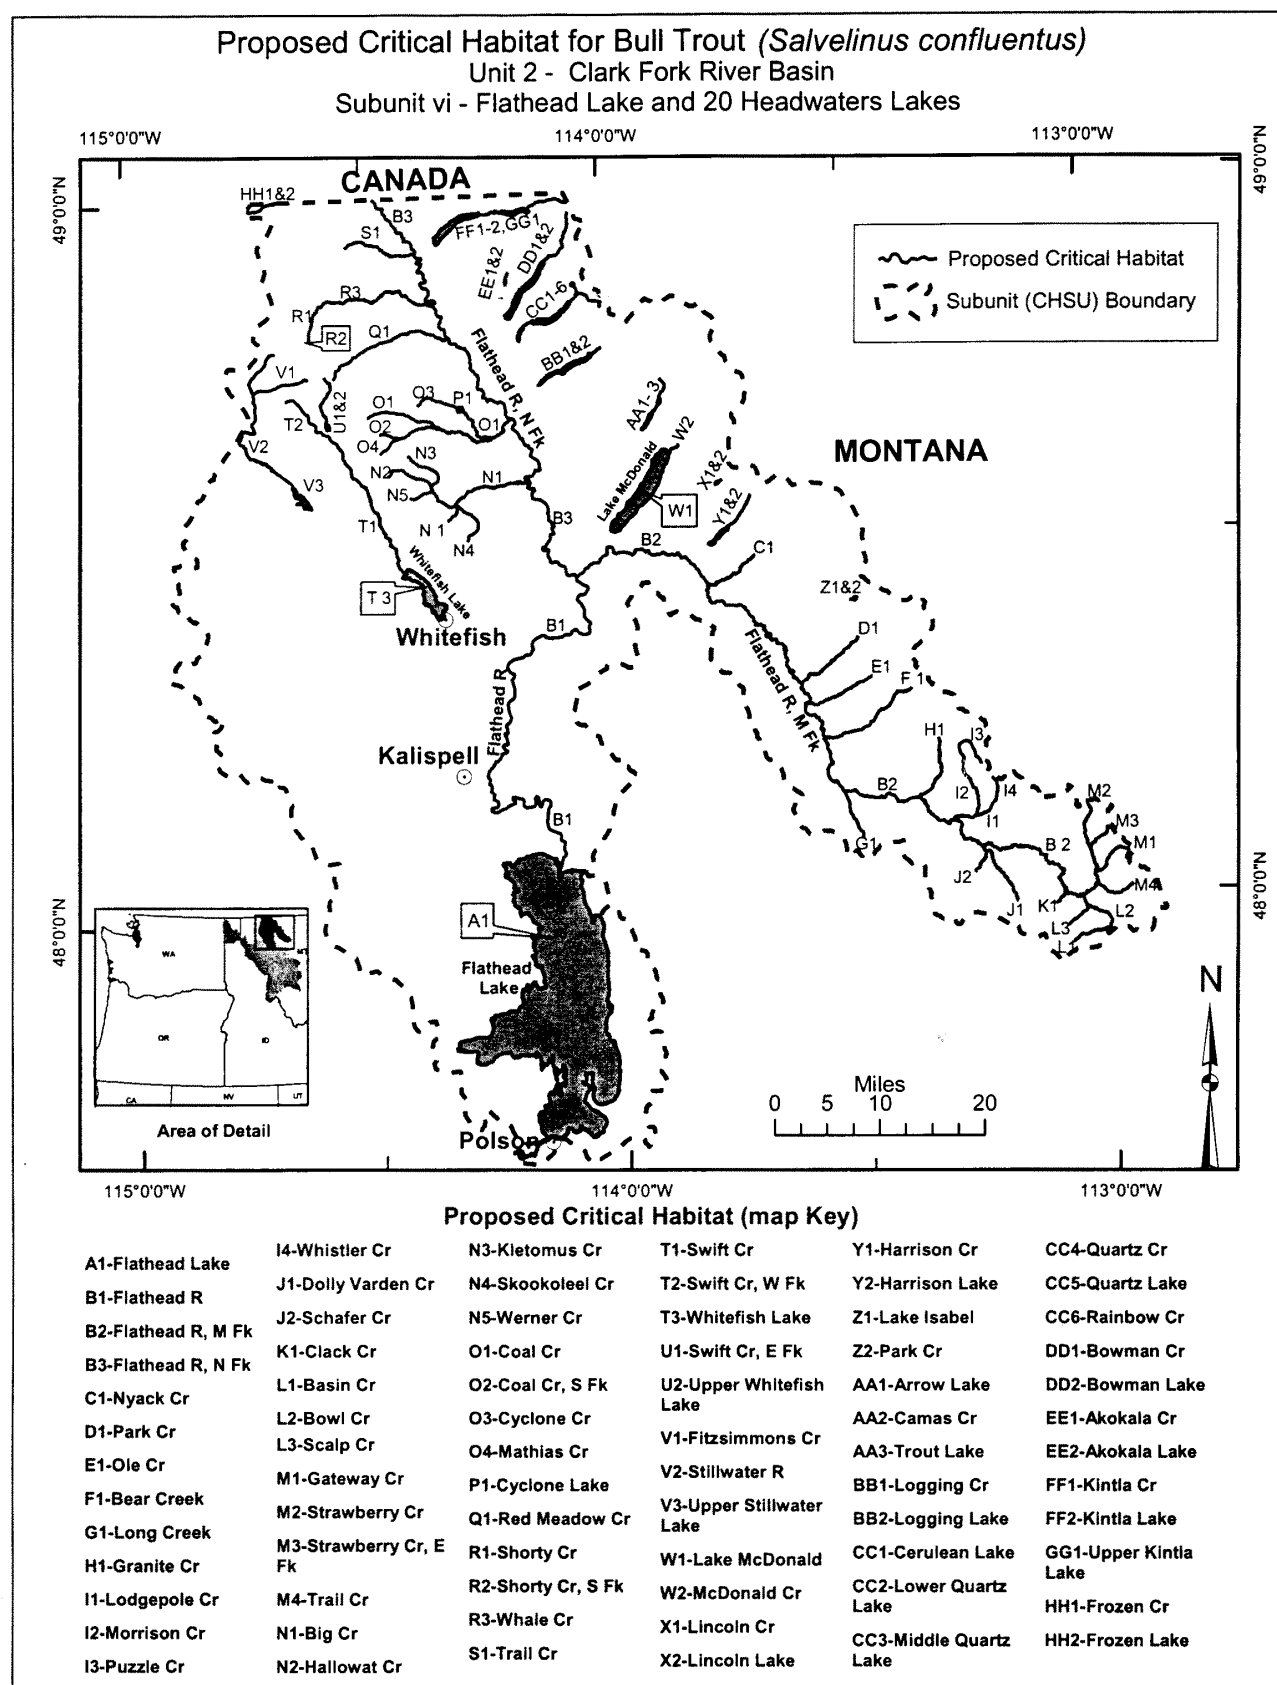 Proposed Critical Habitat for Bull Trout (Salvelinus confluentus)
Unit 2 - Clark Fork River Basin
Subunit vi - Flathead Lake and 20 Headwaters Lakes
115°0'0"W
114°0'0"W
113°0'0"W
49°0'0"N
49°0'0"N
CANADA
HH1&2
B3
S1
FF1-2,GG1
DD1&2
EE1&2
CC1-6
R3
R1
R2
Q1
BB1&2
Flathead R, N Fk
V1
T2
U1&2
O1
O3
P1
O1
O2
O4
AA1-3
W2
V2
V3
N3
N2
N1
N5
N 1
N4
Lake McDonald
W1
X1&2
Y1&2
MONTANA
Proposed Critical Habitat
Subunit (CHSU) Boundary
T1
B3
B2
C1
Whitefish Lake
T 3
Whitefish
Z1&2
B1
D1
E1
F 1
Flathead R, M Fk
Flathead R
Kalispell
H1
I3
B2
I2
I4
I1
G1
M2
M3
M1
B 2
B1
J2
J1
K1
M4
L2
L3
A1
Flathead
Lake
48°0'0"N
48°0'0"N
WA
MT
OR
ID
CA
NV
UT
Area of Detail
N
Miles
0 5 10 20
Polson
115°0'0"W
114°0'0"W
113°0'0"W
Proposed Critical Habitat (map Key)
A1-Flathead Lake
B1-Flathead R
B2-Flathead R, M Fk
B3-Flathead R, N Fk
C1-Nyack Cr
D1-Park Cr
E1-Ole Cr
F1-Bear Creek
G1-Long Creek
H1-Granite Cr
I1-Lodgepole Cr
I2-Morrison Cr
I3-Puzzle Cr
I4-Whistler Cr
J1-Dolly Varden Cr
J2-Schafer Cr
K1-Clack Cr
L1-Basin Cr
L2-Bowl Cr
L3-Scalp Cr
M1-Gateway Cr
M2-Strawberry Cr
M3-Strawberry Cr, E
Fk
M4-Trail Cr
N1-Big Cr
N2-Hallowat Cr
N3-Kletomus Cr
N4-Skookoleel Cr
N5-Werner Cr
O1-Coal Cr
O2-Coal Cr, S Fk
O3-Cyclone Cr
O4-Mathias Cr
P1-Cyclone Lake
Q1-Red Meadow Cr
R1-Shorty Cr
R2-Shorty Cr, S Fk
R3-Whale Cr
S1-Trail Cr
T1-Swift Cr
T2-Swift Cr, W Fk
T3-Whitefish Lake
U1-Swift Cr, E Fk
U2-Upper Whitefish
Lake
V1-Fitzsimmons Cr
V2-Stillwater R
V3-Upper Stillwater
Lake
W1-Lake McDonald
W2-McDonald Cr
X1-Lincoln Cr
X2-Lincoln Lake
Y1-Harrison Cr
Y2-Harrison Lake
Z1-Lake Isabel
Z2-Park Cr
AA1-Arrow Lake
AA2-Camas Cr
AA3-Trout Lake
BB1-Logging Cr
BB2-Logging Lake
CC1-Cerulean Lake
CC2-Lower Quartz
Lake
CC3-Middle Quartz
Lake
CC4-Quartz Cr
CC5-Quartz Lake
CC6-Rainbow Cr
DD1-Bowman Cr
DD2-Bowman Lake
EE1-Akokala Cr
EE2-Akokala Lake
FF1-Kintla Cr
FF2-Kintla Lake
GG1-Upper Kintla
Lake
HH1-Frozen Cr
HH2-Frozen Lake